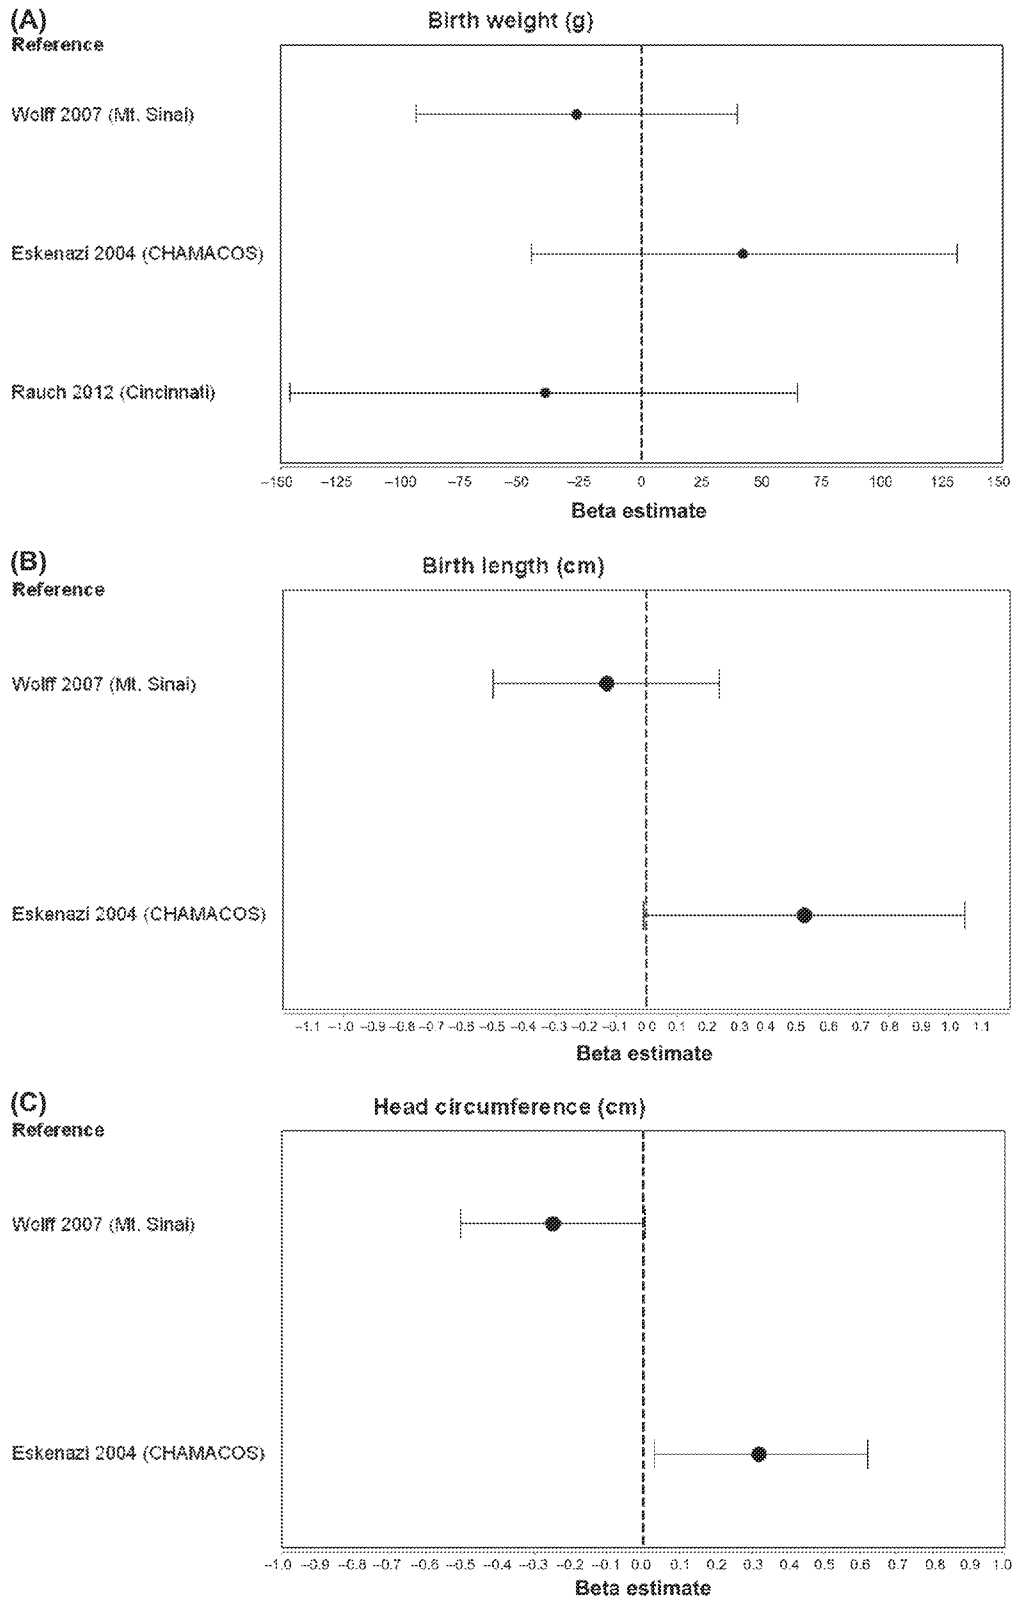 (A)
Birth weight (g)
Reference
Wolff 2007 (Mt. Sinai)
Eskenazi 2004 (CHAMACOS)
Rauch 2012 (Cincinnati)
–150 –125 –100 –75 –50 –25 0 25 50 75 100 125 150
Beta estimate
(B)
Birth length (cm)
Reference
Wolff 2007 (Mt. Sinai)
Eskenazi 2004 (CHAMACOS)
–1.1 –1.0 –0.9 –0.8 –0.7 –0.6 –0.5 –0.4 –0.3 –0.2 –0.1 0.0 0.1 0.2 0.3 0.4 0.5 0.6 0.7 0.8 0.9 1.0 1.1
Beta estimate
(C)
Head circumference (cm)
Reference
Wolff 2007 (Mt. Sinai)
Eskenazi 2004 (CHAMACOS)
–1.0 –0.9 –0.8 –0.7 –0.6 –0.5 –0.4 –0.3 –0.2 –0.1 0.0 0.1 0.2 0.3 0.4 0.5 0.6 0.7 0.8 0.9 1.0
Beta estimate